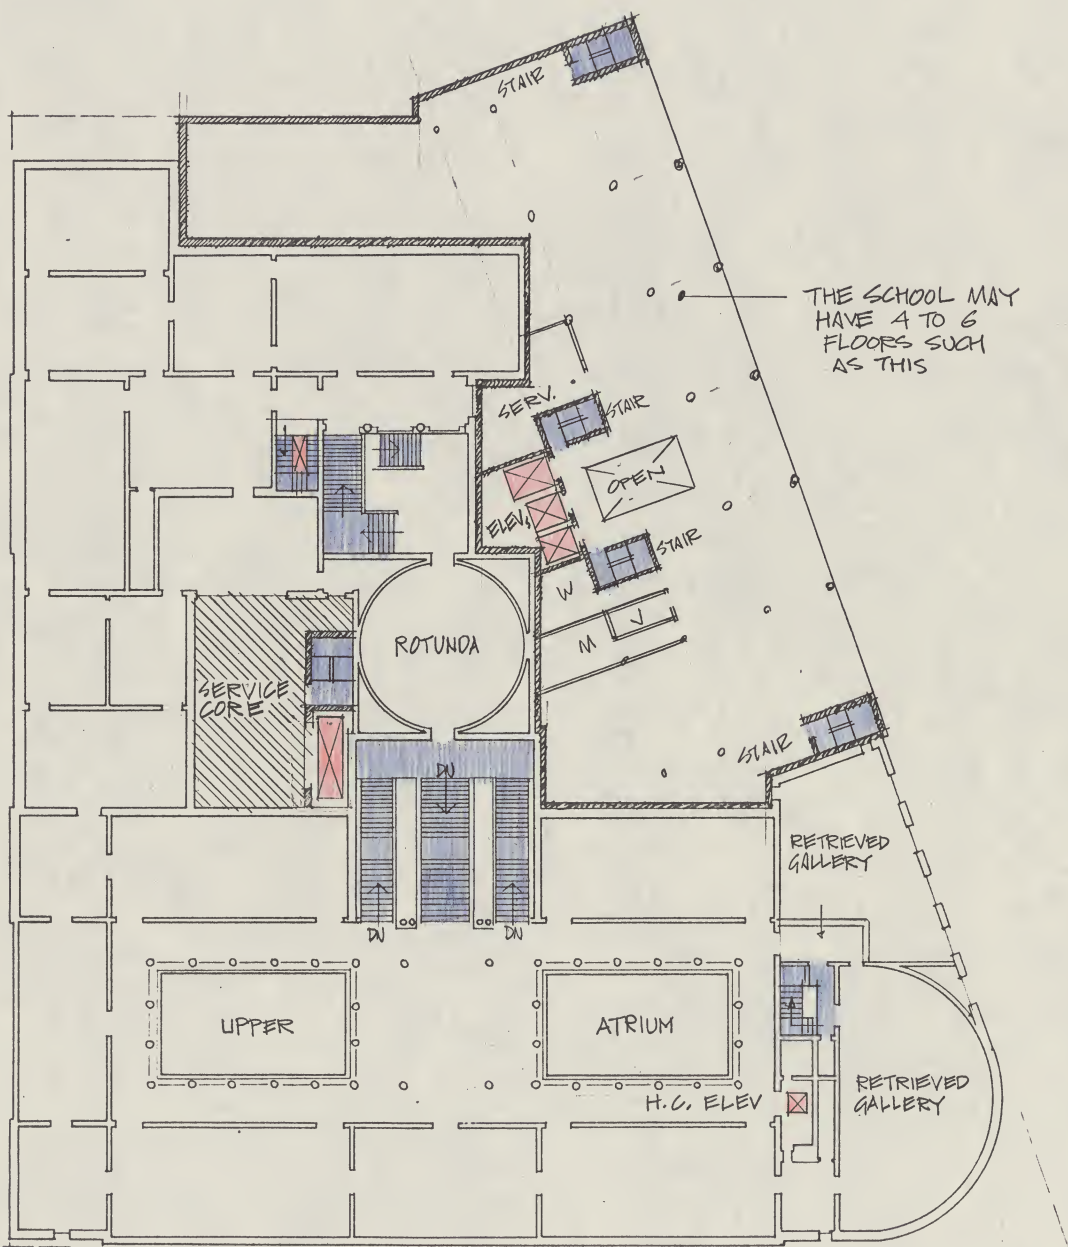 STAIR
THE SCHOOL MAY
HAVE 4 TO 6
FLOORS SUCH
AS THIS
SERV.
STAIR
OPEN
ELEVS
STAIR
W
V
M
ROTUNDA
SERVICE
CORE
STAIR
DN
RETRIEVED
GALLERY
DN
DN
UPPER
ATRIUM
RETRIEVED
GALLERY
H.C. ELEV